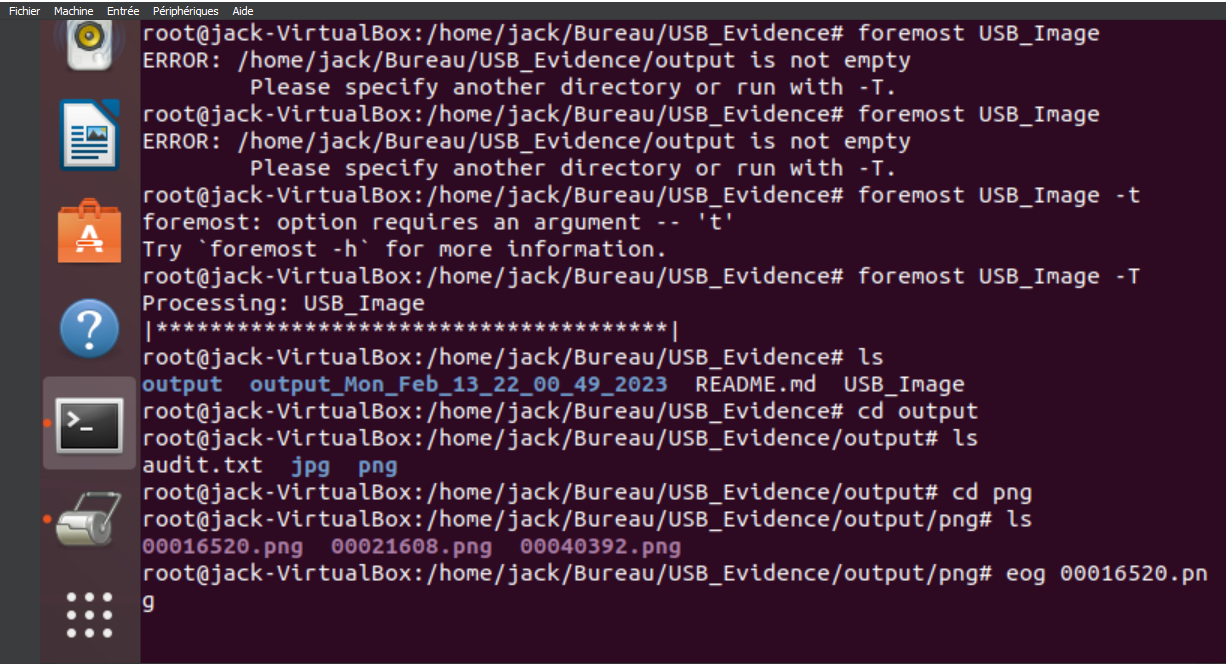 Fichier Machine Entrée Périphériques Aide
root@jack-VirtualBox:/home/jack/Bureau/USB_Evidence# foremost USB_Image
ERROR: /home/jack/Bureau/USB_Evidence/output is not empty
        Please specify another directory or run with -T.
root@jack-VirtualBox:/home/jack/Bureau/USB_Evidence# foremost USB_Image
ERROR: /home/jack/Bureau/USB_Evidence/output is not empty
        Please specify another directory or run with -T.
root@jack-VirtualBox:/home/jack/Bureau/USB_Evidence# foremost USB_Image -t
foremost: option requires an argument -- 't'
Try `foremost -h` for more information.
root@jack-VirtualBox:/home/jack/Bureau/USB_Evidence# foremost USB_Image -T
Processing: USB_Image
|**************************************|
root@jack-VirtualBox:/home/jack/Bureau/USB_Evidence# ls
output  output_Mon_Feb_13_22_00_49_2023  README.md  USB_Image
root@jack-VirtualBox:/home/jack/Bureau/USB_Evidence# cd output
root@jack-VirtualBox:/home/jack/Bureau/USB_Evidence/output# ls
audit.txt  jpg  png
root@jack-VirtualBox:/home/jack/Bureau/USB_Evidence/output# cd png
root@jack-VirtualBox:/home/jack/Bureau/USB_Evidence/output/png# ls
00016520.png  00021608.png  00040392.png
root@jack-VirtualBox:/home/jack/Bureau/USB_Evidence/output/png# eog 00016520.pn
g